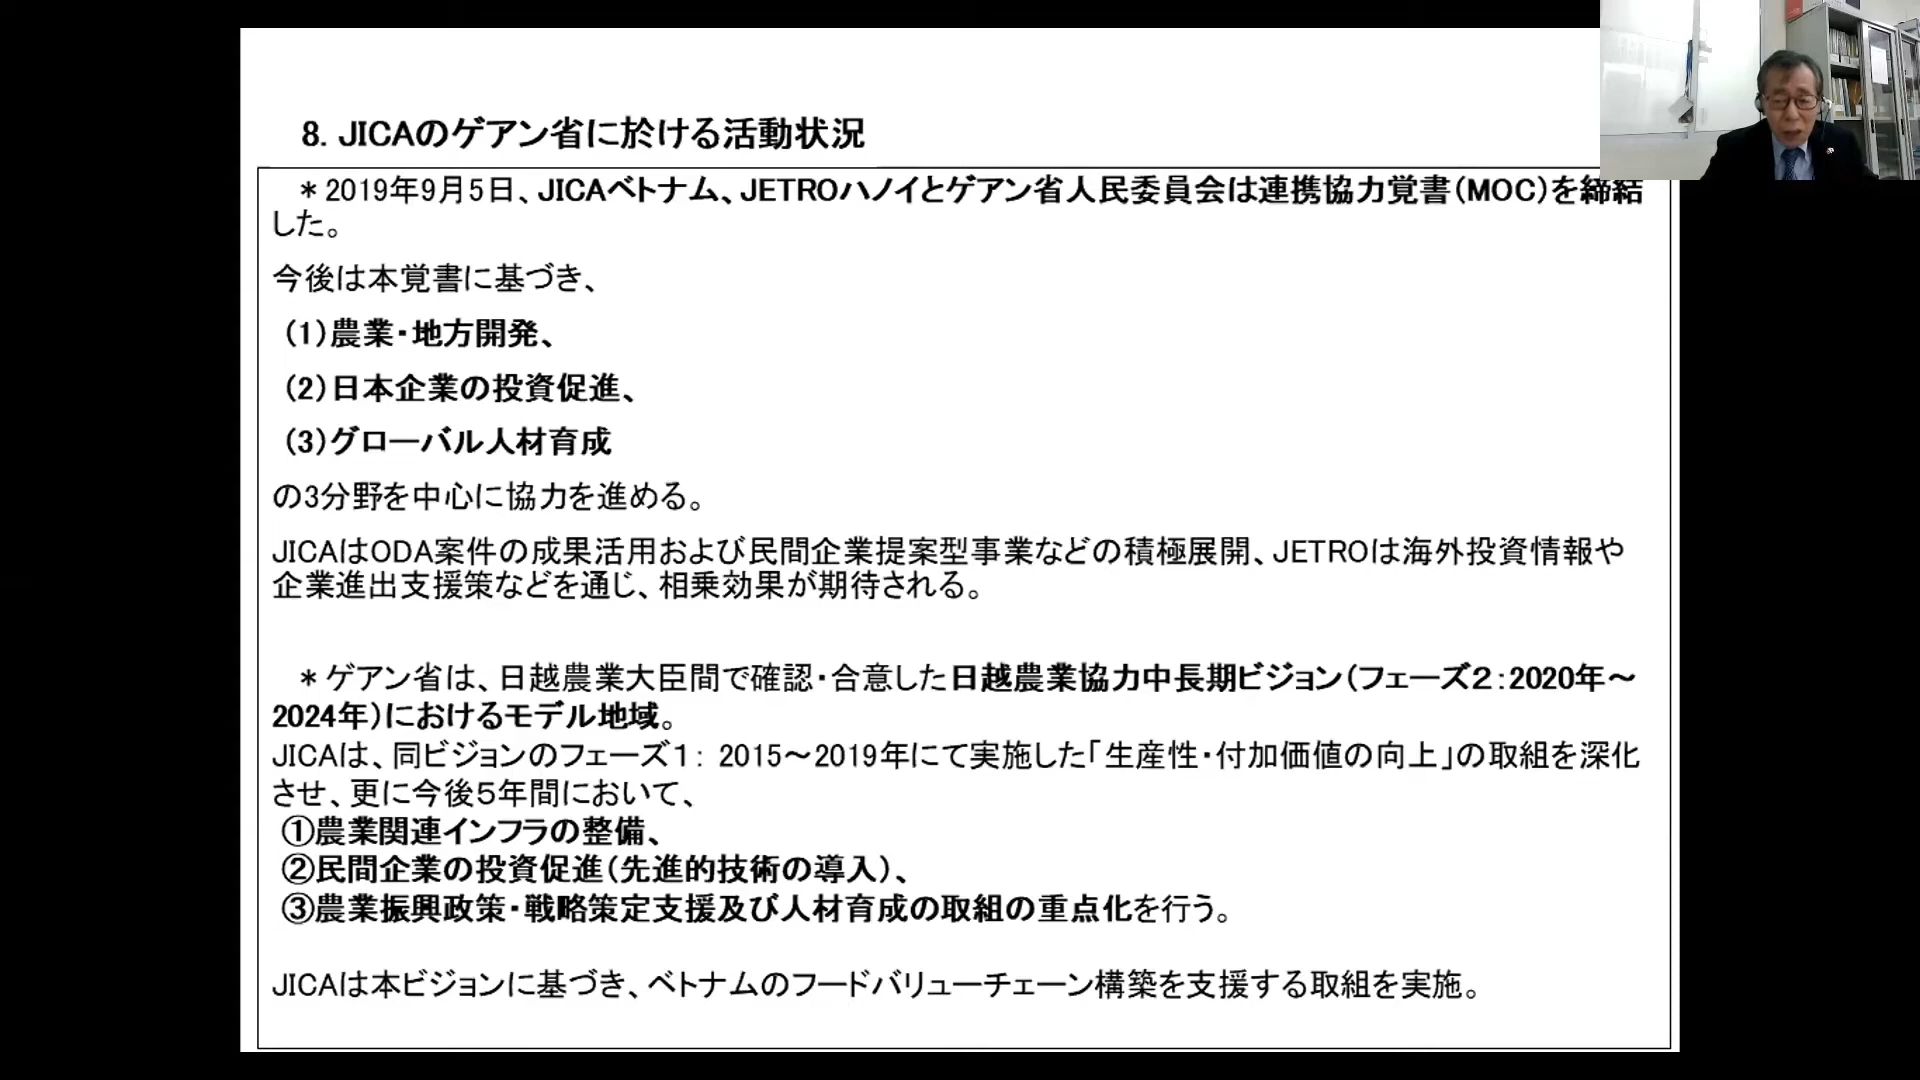 8. JICAのゲアン省に於ける活動状況
＊2019年9月5日、JICAベトナム、JETROハノイとゲアン省人民委員会は連携協力覚書（MOC）を締結
した。
今後は本覚書に基づき、
（1）農業・地方開発、
（2）日本企業の投資促進、
（3）グローバル人材育成
の3分野を中心に協力を進める。
JICAはODA案件の成果活用および民間企業提案型事業などの積極展開、JETROは海外投資情報や
企業進出支援策などを通じ、相乗効果が期待される。
＊ゲアン省は、日越農業大臣間で確認・合意した日越農業協力中長期ビジョン（フェーズ２：2020年～
2024年）におけるモデル地域。
JICAは、同ビジョンのフェーズ１： 2015～2019年にて実施した「生産性・付加価値の向上」の取組を深化
させ、更に今後５年間において、
①農業関連インフラの整備、
②民間企業の投資促進（先進的技術の導入）、
③農業振興政策・戦略策定支援及び人材育成の取組の重点化を行う。
JICAは本ビジョンに基づき、ベトナムのフードバリューチェーン構築を支援する取組を実施。